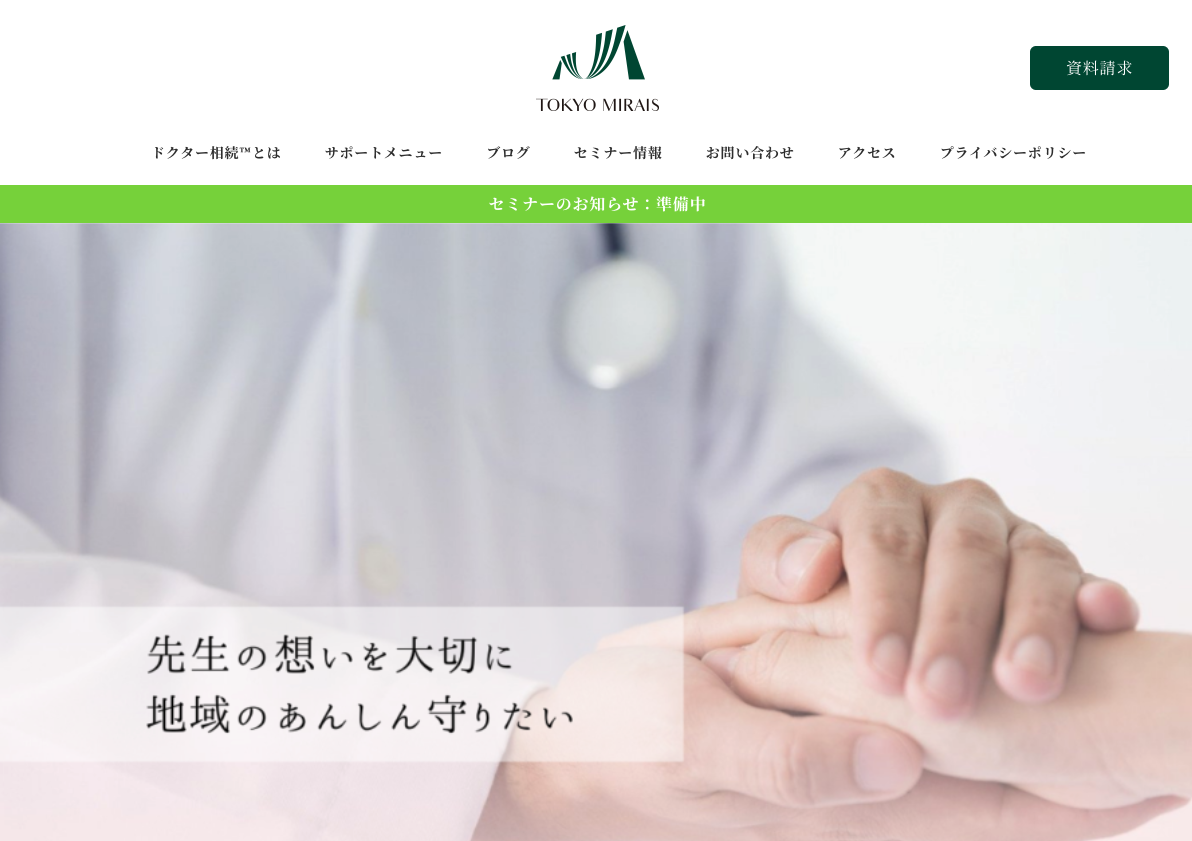 TOKYO MIRAIS
資料請求
ドクター相続™とは
サポートメニュー
ブログ
セミナー情報
お問い合わせ
アクセス
プライバシーポリシー
セミナーのお知らせ：準備中
先生の想いを大切に
地域のあんしん守りたい